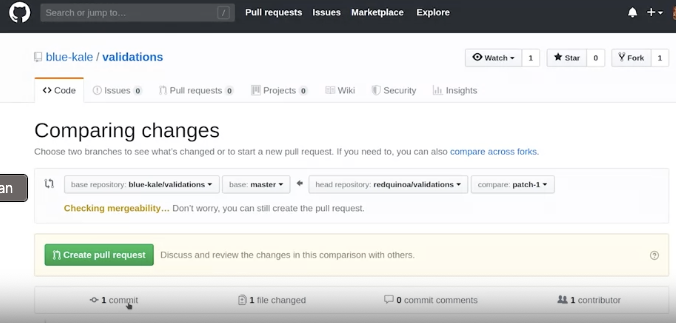 Search or jump to... / Pull requests Issues Marketplace Explore
blue-kale / validations Watch 1 Star 0 Fork 1
Code Issues 0 Pull requests 0 Projects 0 Wiki Security Insights
Comparing changes
Choose two branches to see what's changed or to start a new pull request. If you need to, you can also compare across forks.
an
base repository: blue-kale/validations base: master head repository: redquinoa/validations compare: patch-1
Checking mergeability... Don't worry, you can still create the pull request.
Create pull request Discuss and review the changes in this comparison with others.
1 commit 1 file changed 0 commit comments 1 contributor